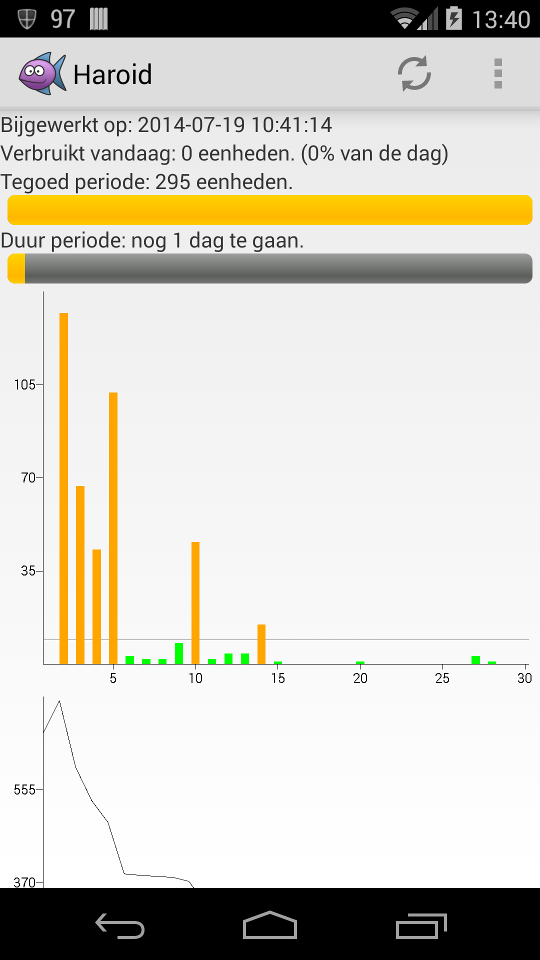 97
13:40
Haroid
Bijgewerkt op: 2014-07-19 10:41:14
Verbruikt vandaag: 0 eenheden. (0% van de dag)
Tegoed periode: 295 eenheden.
Duur periode: nog 1 dag te gaan.
105
70
35
5 10 15 20 25 30
555
370